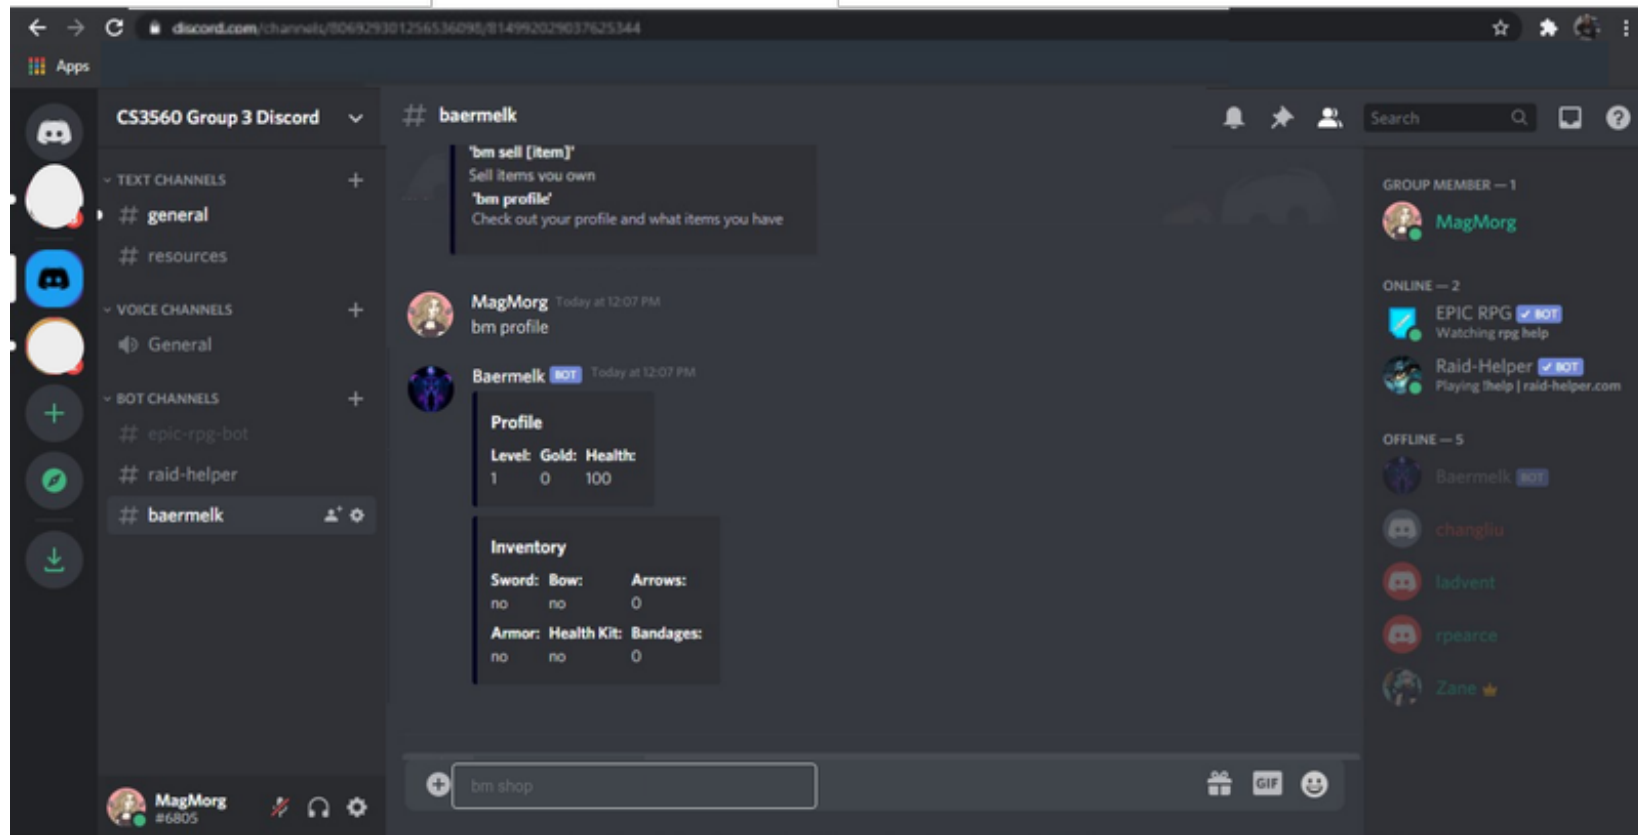 discord.com/channels/806929301256536098/814992029037625344
Apps
CS3560 Group 3 Discord
TEXT CHANNELS
# general
# resources
VOICE CHANNELS
General
BOT CHANNELS
# epic-rpg-bot
# raid-helper
# baermelk
MagMorg
#6805
# baermelk
Search
'bm sell [item]'
Sell items you own
'bm profile'
Check out your profile and what items you have
MagMorg Today at 12:07 PM
bm profile
Baermelk BOT Today at 12:07 PM
Profile
Level: Gold: Health:
1 0 100
Inventory
Sword: Bow: Arrows:
no no 0
Armor: Health Kit: Bandages:
no no 0
bm shop
GIF
GROUP MEMBER — 1
MagMorg
ONLINE — 2
EPIC RPG ✓ BOT
Watching rpg help
Raid-Helper ✓ BOT
Playing !help | raid-helper.com
OFFLINE — 5
Baermelk BOT
changliu
ladvent
rpearce
Zane